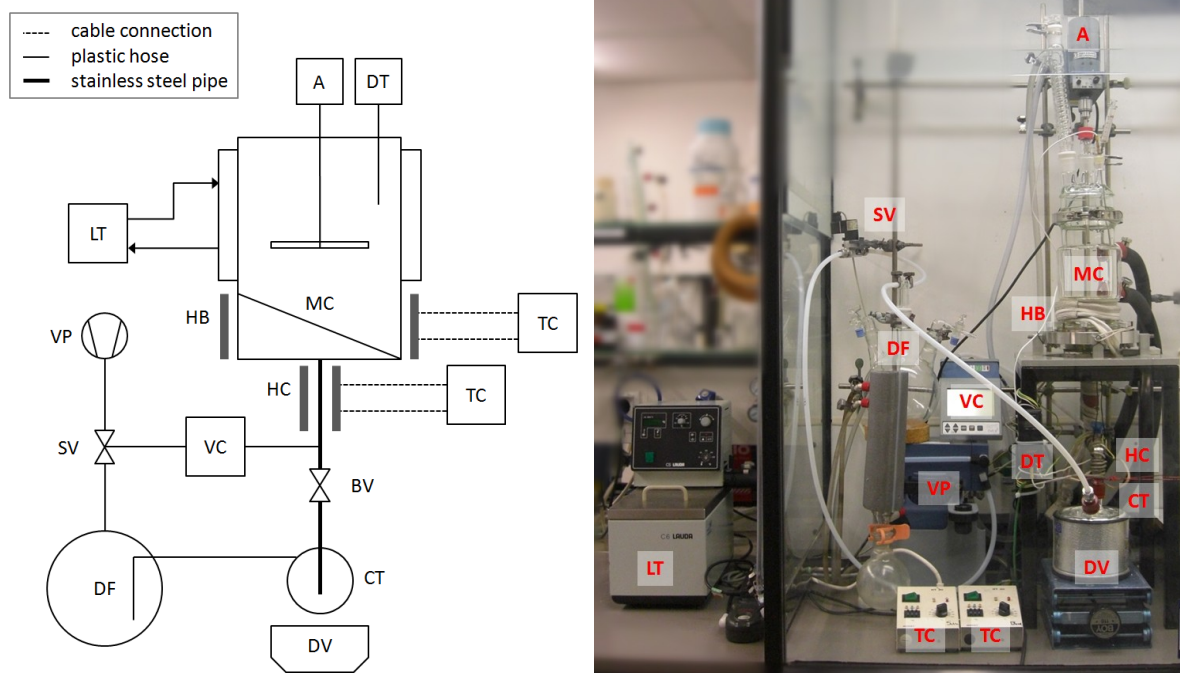 cable connection
plastic hose
stainless steel pipe
A
DT
LT
MC
HB
TC
VP
HC
TC
SV
VC
BV
DF
CT
DV
A
SV
MC
HB
DF
VC
DT
HC
VP
CT
LAUDA
LAUDA
LT
DV
TC
TC